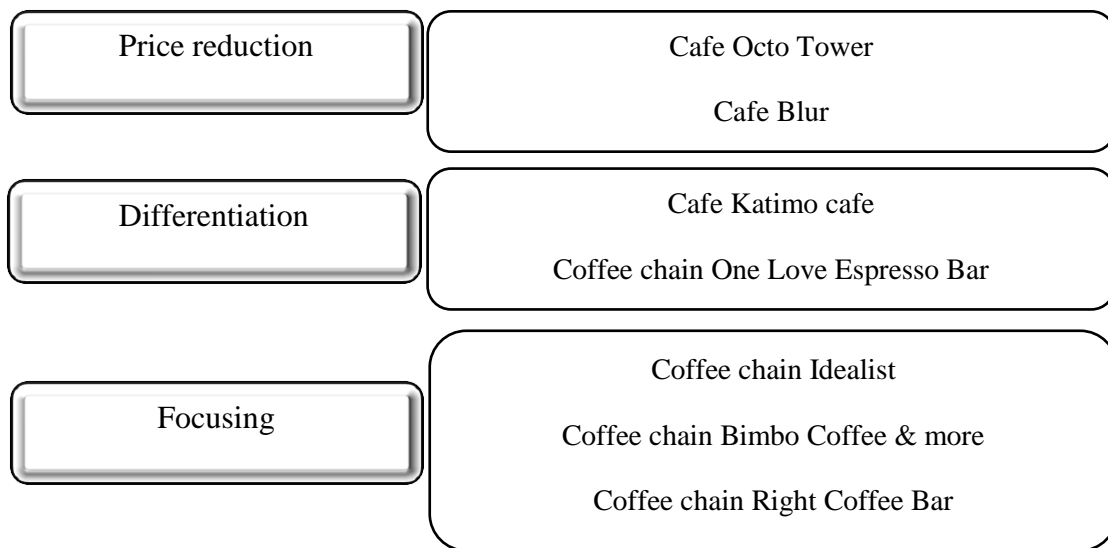 Price reduction
Cafe Octo Tower
Cafe Blur
Differentiation
Cafe Katimo cafe
Coffee chain One Love Espresso Bar
Focusing
Coffee chain Idealist
Coffee chain Bimbo Coffee & more
Coffee chain Right Coffee Bar